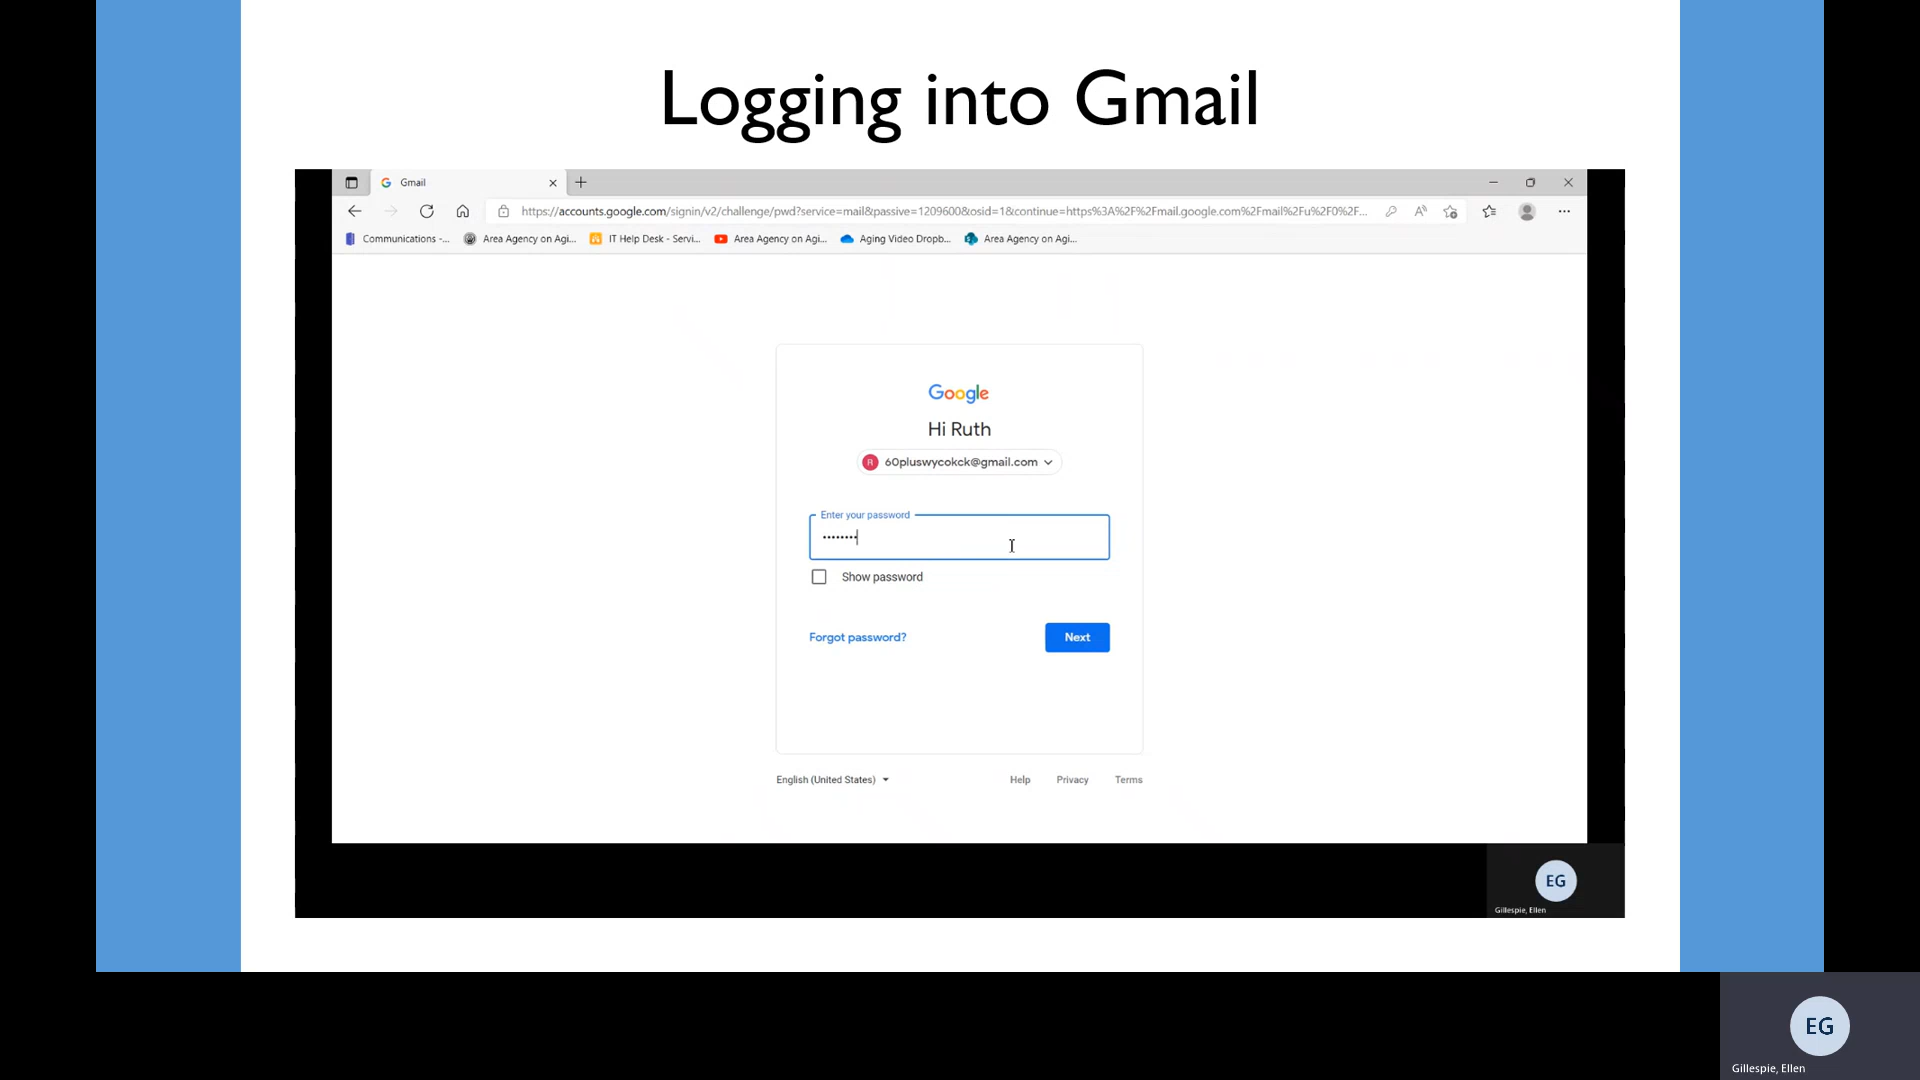 Logging into Gmail
Gmail
https://accounts.google.com/signin/v2/challenge/pwd?service=mail&passive=1209600&osid=1&continue=https%3A%2F%2Fmail.google.com%2Fmail%2Fu%2F0%2F...
Communications -... Area Agency on Agi... IT Help Desk - Servi... Area Agency on Agi... Aging Video Dropb... Area Agency on Agi...
Google
Hi Ruth
R 60pluswycokck@gmail.com
Enter your password
••••••••
Show password
Forgot password? Next
English (United States) Help Privacy Terms
EG
Gillespie, Ellen
EG
Gillespie, Ellen